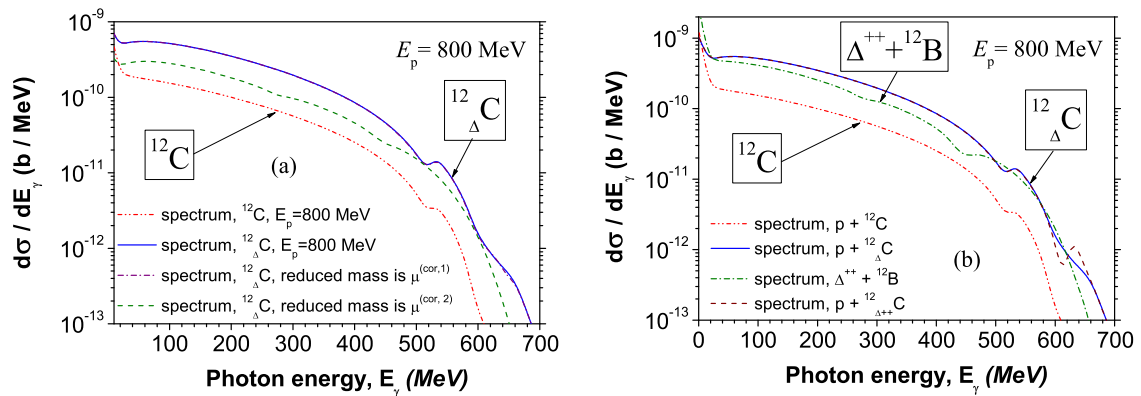 10⁻⁹
10⁻¹⁰
10⁻¹¹
10⁻¹²
10⁻¹³
dσ / dE_γ (b / MeV)
E_p = 800 MeV
¹²C
¹²_ΔC
(a)
spectrum, ¹²C, E_p=800 MeV
spectrum, ¹²_ΔC, E_p=800 MeV
spectrum, ¹²_ΔC, reduced mass is μ^(cor,1)
spectrum, ¹²_ΔC, reduced mass is μ^(cor, 2)
100 200 300 400 500 600 700
Photon energy, E_γ (MeV)
10⁻⁹
10⁻¹⁰
10⁻¹¹
10⁻¹²
10⁻¹³
dσ / dE_γ (b / MeV)
Δ⁺⁺+¹²B
E_p = 800 MeV
¹²_ΔC
¹²C
spectrum, p + ¹²C
spectrum, p + ¹²_ΔC
spectrum, Δ⁺⁺ + ¹²B
spectrum, p + ¹²_Δ++C
(b)
0 100 200 300 400 500 600 700
Photon energy, E_γ (MeV)